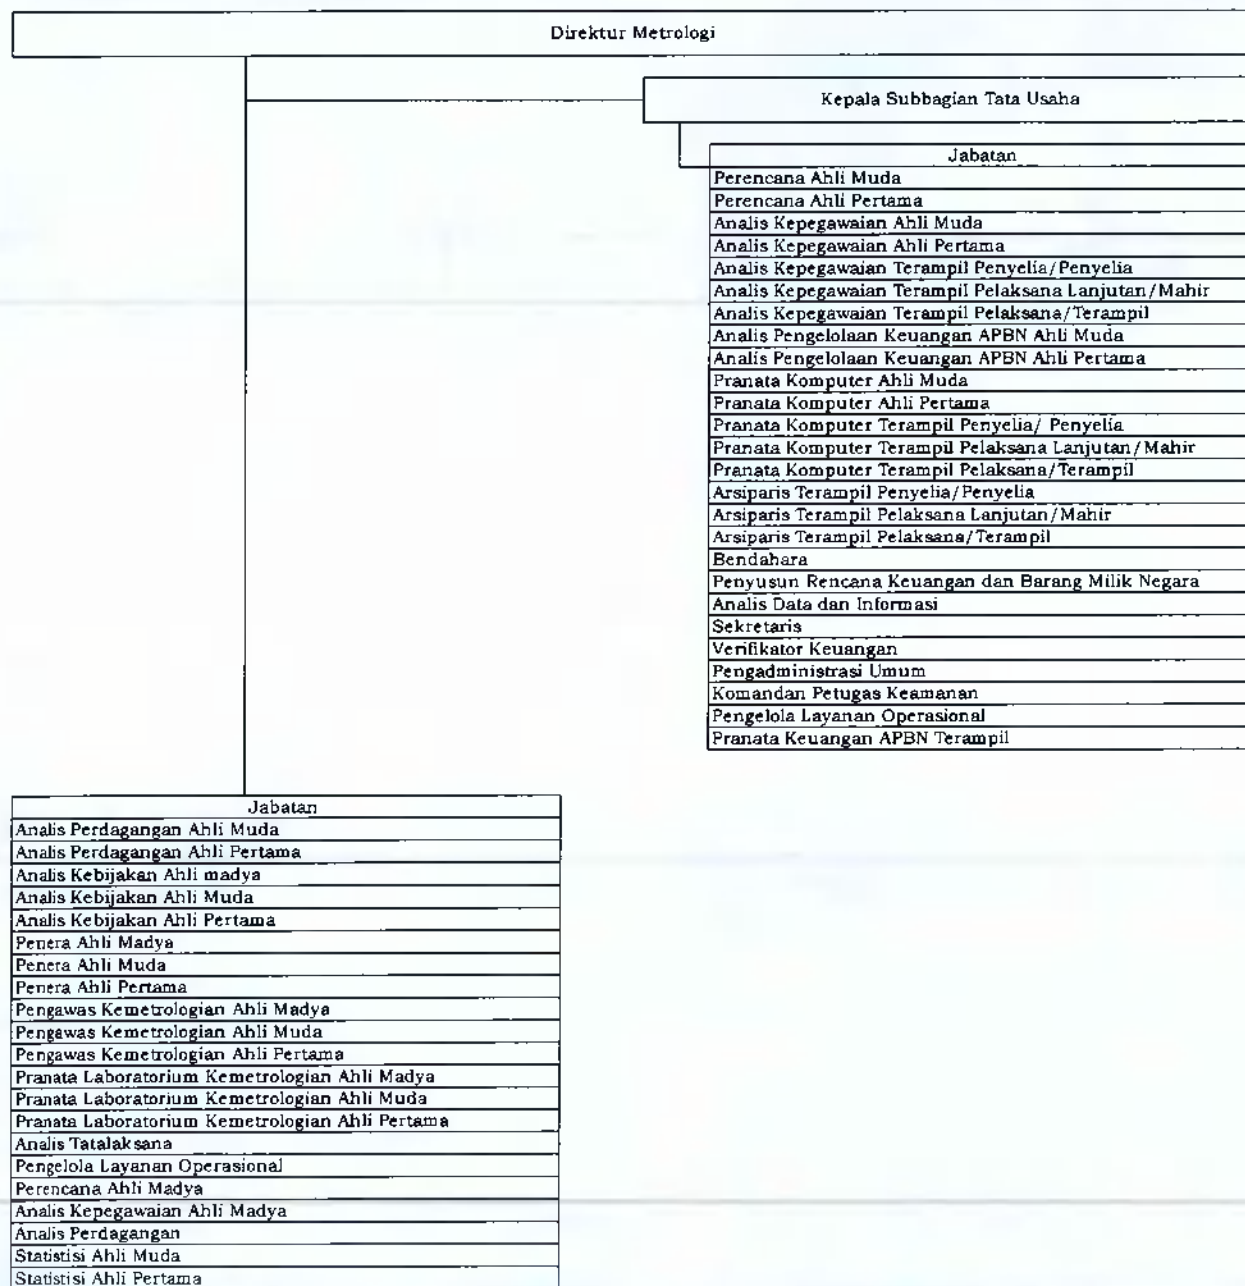 Direktur Metrologi
Kepala Subbagian Tata Usaha
Jabatan
Perencana Ahli Muda
Perencana Ahli Pertama
Analis Kepegawaian Ahli Muda
Analis Kepegawaian Ahli Pertama
Analis Kepegawaian Terampil Penyelia/Penyelia
Analis Kepegawaian Terampil Pelaksana Lanjutan/Mahir
Analis Kepegawaian Terampil Pelaksana/Terampil
Analis Pengelolaan Keuangan APBN Ahli Muda
Analis Pengelolaan Keuangan APBN Ahli Pertama
Pranata Komputer Ahli Muda
Pranata Komputer Ahli Pertama
Pranata Komputer Terampil Penyelia/ Penyelia
Pranata Komputer Terampil Pelaksana Lanjutan/Mahir
Pranata Komputer Terampil Pelaksana/Terampil
Arsiparis Terampil Penyelia/Penyelia
Arsiparis Terampil Pelaksana Lanjutan/Mahir
Arsiparis Terampil Pelaksana/Terampil
Bendahara
Penyusun Rencana Keuangan dan Barang Milik Negara
Analis Data dan Informasi
Sekretaris
Verifikator Keuangan
Pengadministrasi Umum
Komandan Petugas Keamanan
Pengelola Layanan Operasional
Pranata Keuangan APBN Terampil
Jabatan
Analis Perdagangan Ahli Muda
Analis Perdagangan Ahli Pertama
Analis Kebijakan Ahli madya
Analis Kebijakan Ahli Muda
Analis Kebijakan Ahli Pertama
Penera Ahli Madya
Penera Ahli Muda
Penera Ahli Pertama
Pengawas Kemetrologian Ahli Madya
Pengawas Kemetrologian Ahli Muda
Pengawas Kemetrologian Ahli Pertama
Pranata Laboratorium Kemetrologian Ahli Madya
Pranata Laboratorium Kemetrologian Ahli Muda
Pranata Laboratorium Kemetrologian Ahli Pertama
Analis Tatalaksana
Pengelola Layanan Operasional
Perencana Ahli Madya
Analis Kepegawaian Ahli Madya
Analis Perdagangan
Statistisi Ahli Muda
Statistisi Ahli Pertama